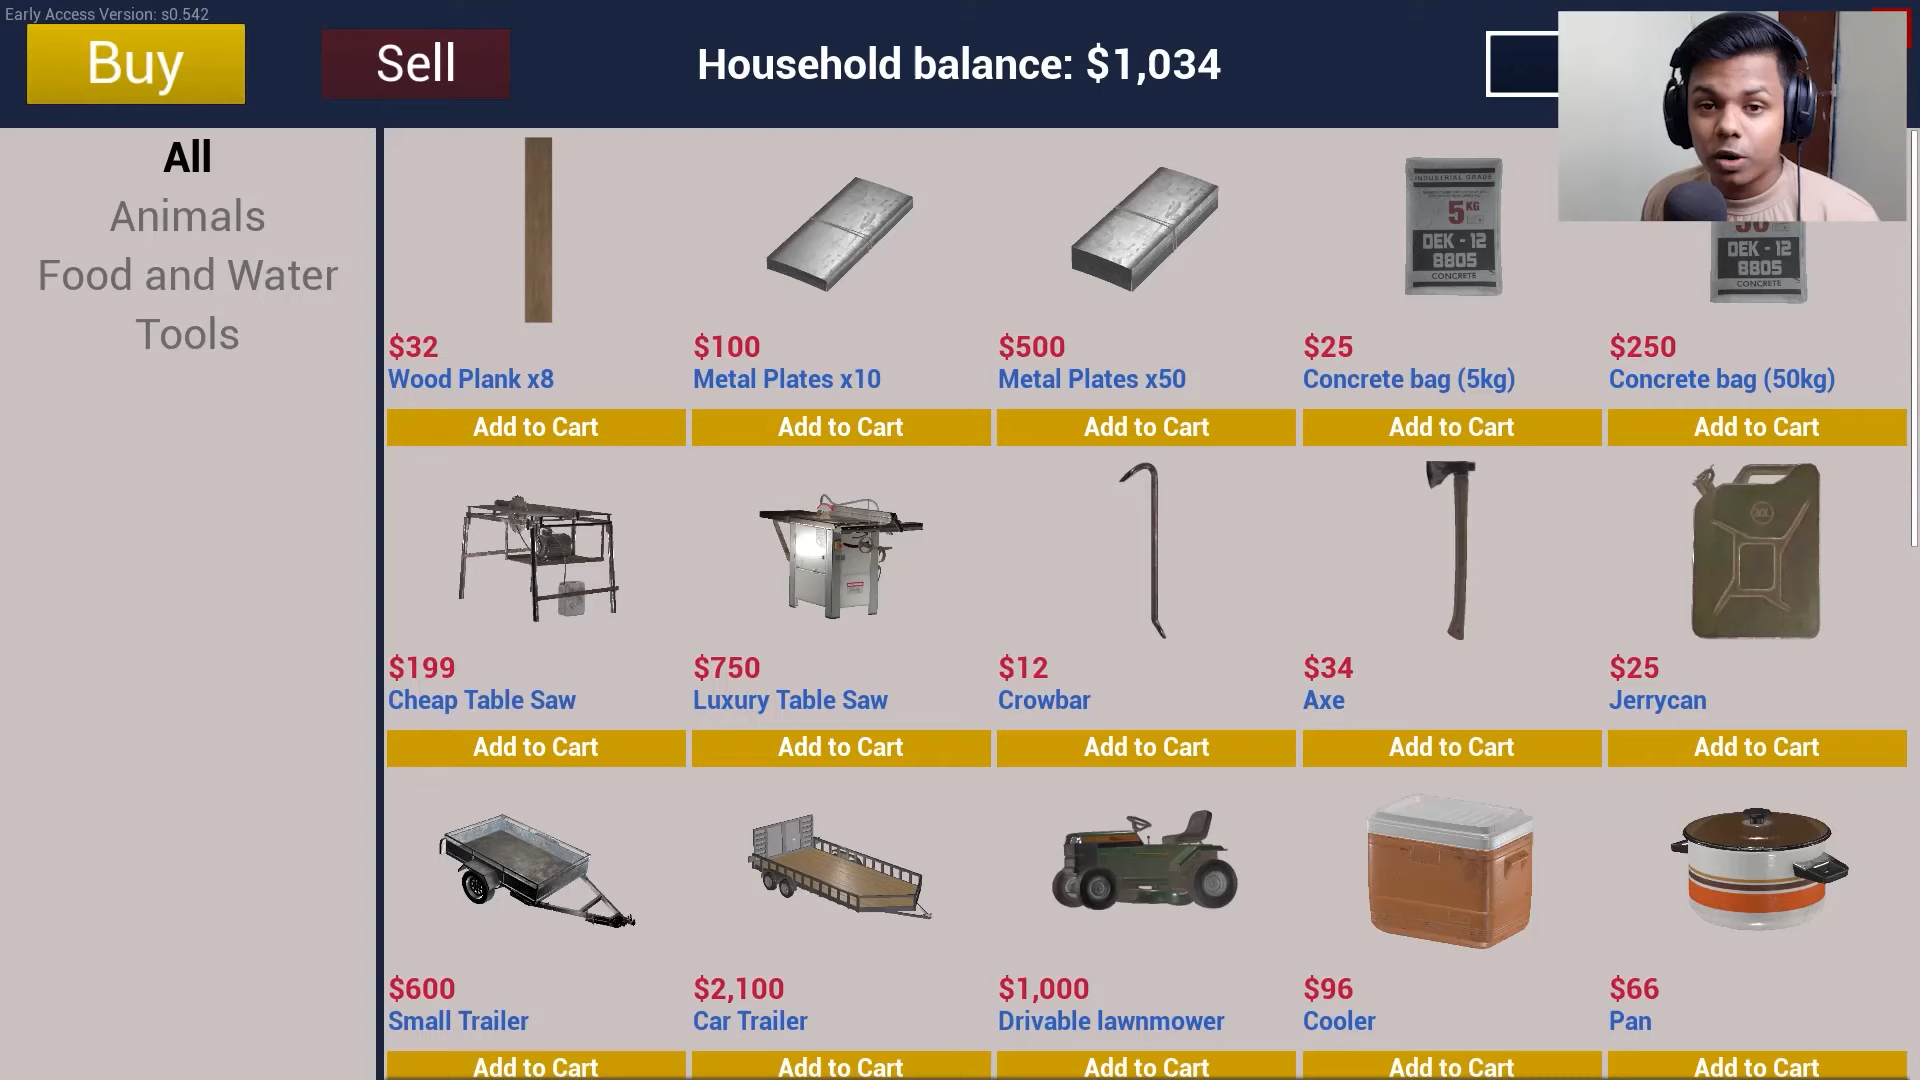 Early Access Version: s0.542
Buy
Sell
Household balance: $1,034
All
Animals
Food and Water
Tools
INDUSTRIAL GRADE
5 KG
DEK - 12
8805
CONCRETE
50
DEK - 12
8805
CONCRETE
$32
Wood Plank x8
Add to Cart
$100
Metal Plates x10
Add to Cart
$500
Metal Plates x50
Add to Cart
$25
Concrete bag (5kg)
Add to Cart
$250
Concrete bag (50kg)
Add to Cart
$199
Cheap Table Saw
Add to Cart
$750
Luxury Table Saw
Add to Cart
$12
Crowbar
Add to Cart
$34
Axe
Add to Cart
$25
Jerrycan
Add to Cart
$600
Small Trailer
Add to Cart
$2,100
Car Trailer
Add to Cart
$1,000
Drivable lawnmower
Add to Cart
$96
Cooler
Add to Cart
$66
Pan
Add to Cart